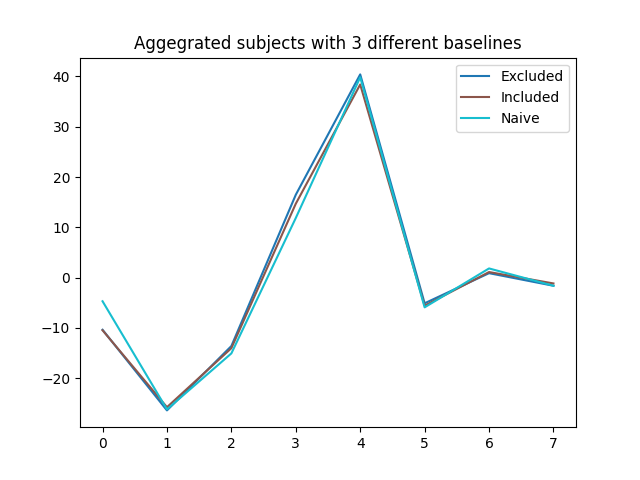 Aggegrated subjects with 3 different baselines
Excluded
Included
Naive
40
30
20
10
0
−10
−20
0 1 2 3 4 5 6 7